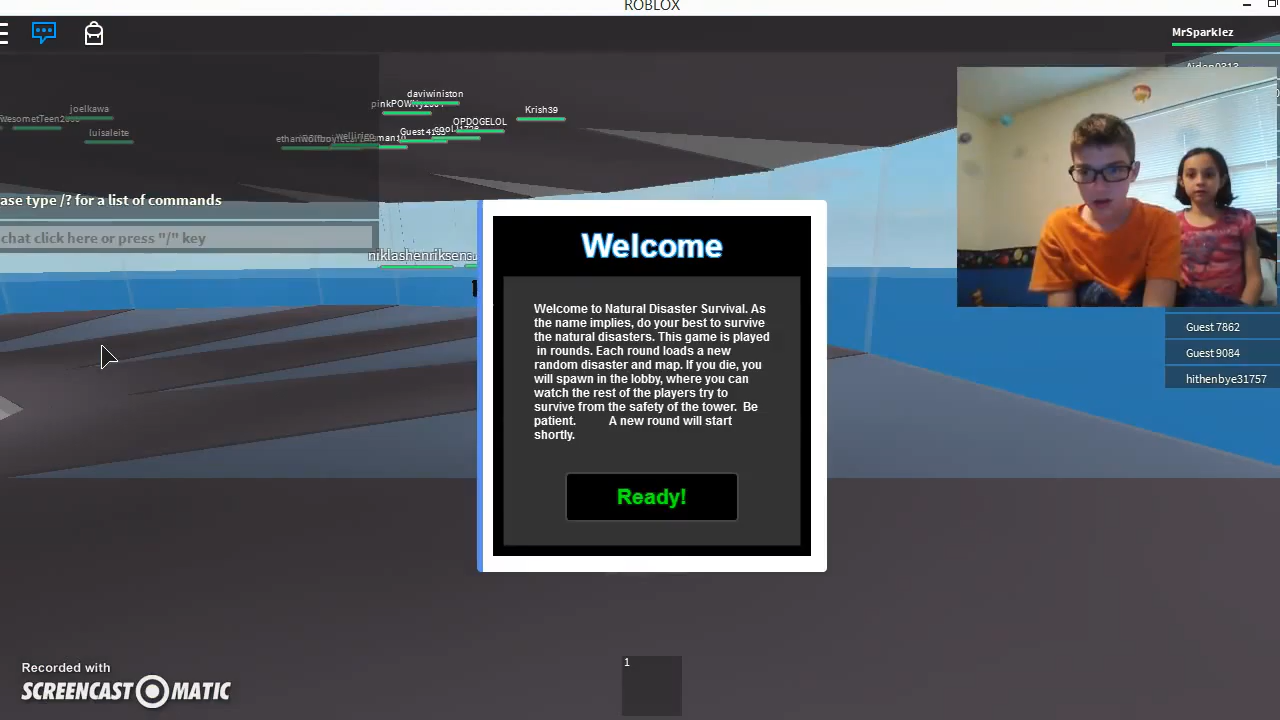 ROBLOX
MrSparklez
daviwiniston
joelkawa
Krish39
OPDOGELOL
luisaleite
niklashenriksens
ase type /? for a list of commands
chat click here or press "/" key
Welcome
Welcome to Natural Disaster Survival. As
the name implies, do your best to survive
the natural disasters. This game is played
in rounds. Each round loads a new
random disaster and map. If you die, you
will spawn in the lobby, where you can
watch the rest of the players try to
survive from the safety of the tower. Be
patient. A new round will start
shortly.
Ready!
Guest 7862
Guest 9084
hithenbye31757
1
Recorded with
SCREENCAST MATIC